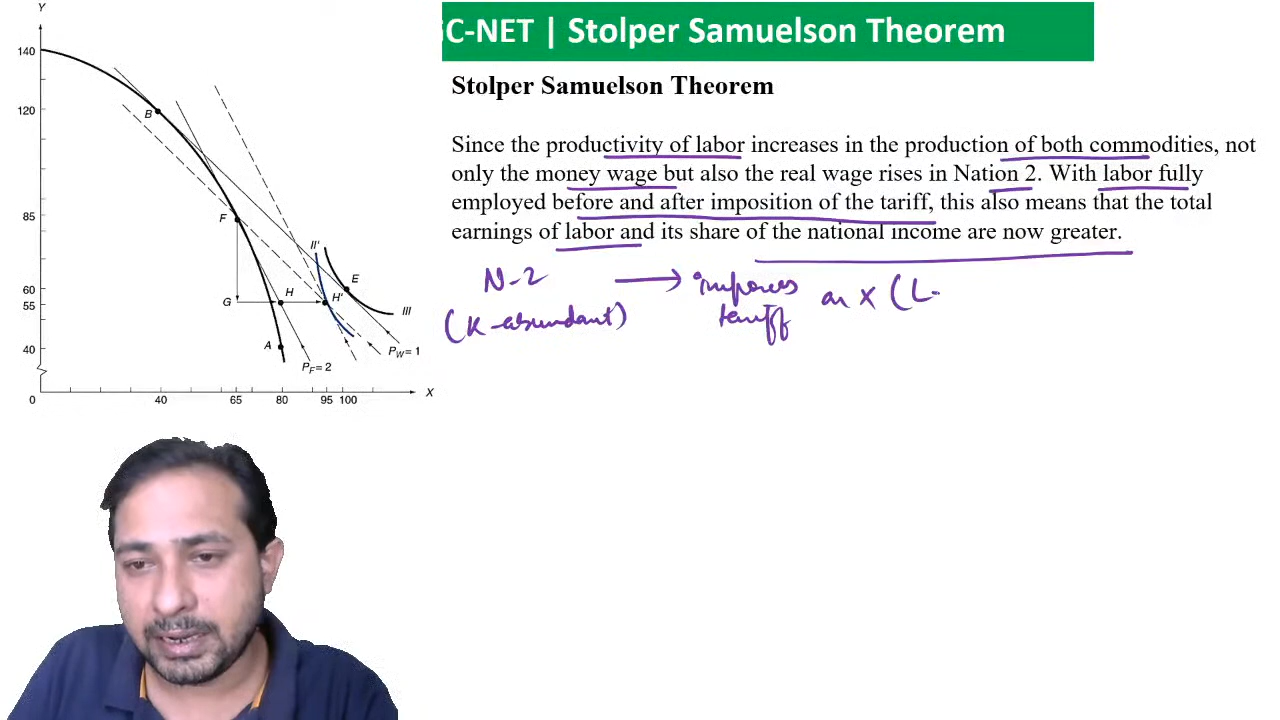 GC-NET | Stolper Samuelson Theorem
Stolper Samuelson Theorem
Since the productivity of labor increases in the production of both commodities, not
only the money wage but also the real wage rises in Nation 2. With labor fully
employed before and after imposition of the tariff, this also means that the total
earnings of labor and its share of the national income are now greater.
N-2 → imposes on X (L-
(K-abundant) tariff
Y
140
120
85
60
55
40
0
40 65 80 95 100
X
B
F
G
H
H'
A
E
II'
III
PW = 1
PF = 2